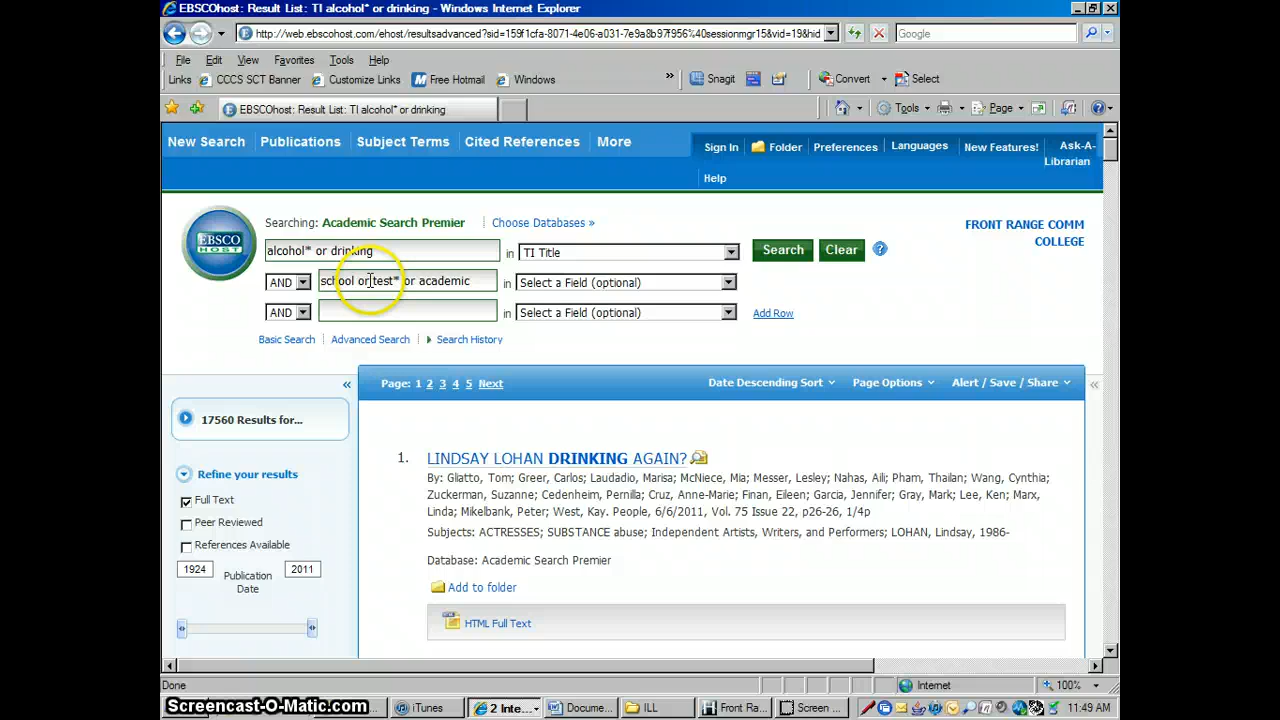 EBSCOhost: Result List: TI alcohol* or drinking - Windows Internet Explorer
http://web.ebscohost.com/ehost/resultsadvanced?sid=159f1cfa-8071-4e06-a031-7e9a8b97f956%40sessionmgr15&vid=19&hid
Google
File Edit View Favorites Tools Help
Links CCCS SCT Banner Customize Links Free Hotmail Windows » Snagit Convert Select
EBSCOhost: Result List: TI alcohol* or drinking Tools Page
New Search Publications Subject Terms Cited References More Sign In Folder Preferences Languages New Features! Ask-A-Librarian
Help
Searching: Academic Search Premier Choose Databases »
FRONT RANGE COMM COLLEGE
EBSCO HOST
alcohol* or drinking in TI Title Search Clear
AND school or test* or academic in Select a Field (optional)
AND in Select a Field (optional) Add Row
Basic Search Advanced Search Search History
« Page: 1 2 3 4 5 Next Date Descending Sort Page Options Alert / Save / Share «
17560 Results for...
Refine your results
Full Text
Peer Reviewed
References Available
1924 Publication Date 2011
1. LINDSAY LOHAN DRINKING AGAIN?
By: Gliatto, Tom; Greer, Carlos; Laudadio, Marisa; McNiece, Mia; Messer, Lesley; Nahas, Aili; Pham, Thailan; Wang, Cynthia;
Zuckerman, Suzanne; Cedenheim, Pernilla; Cruz, Anne-Marie; Finan, Eileen; Garcia, Jennifer; Gray, Mark; Lee, Ken; Marx,
Linda; Mikelbank, Peter; West, Kay. People, 6/6/2011, Vol. 75 Issue 22, p26-26, 1/4p
Subjects: ACTRESSES; SUBSTANCE abuse; Independent Artists, Writers, and Performers; LOHAN, Lindsay, 1986-
Database: Academic Search Premier
Add to folder
HTML Full Text
Done Internet 100%
Screencast-O-Matic.com iTunes 2 Inte... Docume... ILL Front Ra... Screen ... 11:49 AM